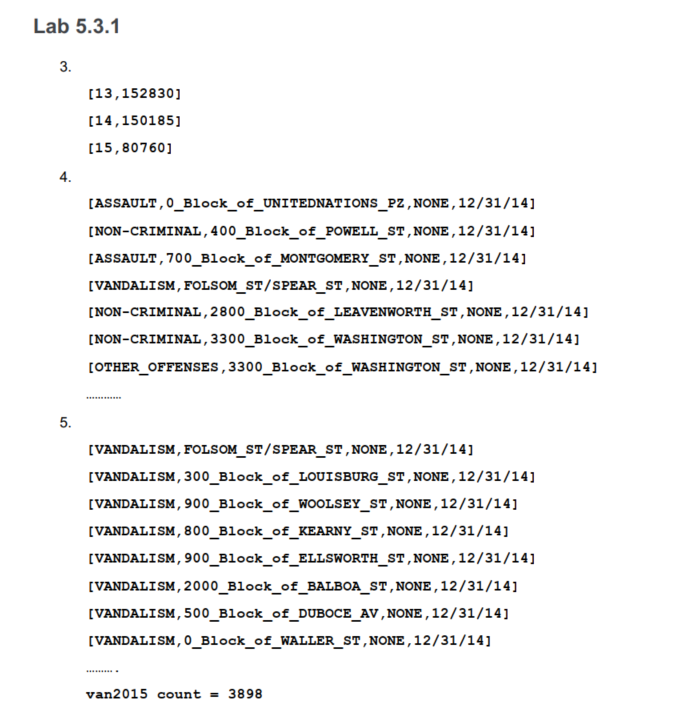 Lab 5.3.1
3.
[13,152830]
[14,150185]
[15,80760]
4.
[ASSAULT,0_Block_of_UNITEDNATIONS_PZ,NONE,12/31/14]
[NON-CRIMINAL,400_Block_of_POWELL_ST,NONE,12/31/14]
[ASSAULT,700_Block_of_MONTGOMERY_ST,NONE,12/31/14]
[VANDALISM,FOLSOM_ST/SPEAR_ST,NONE,12/31/14]
[NON-CRIMINAL,2800_Block_of_LEAVENWORTH_ST,NONE,12/31/14]
[NON-CRIMINAL,3300_Block_of_WASHINGTON_ST,NONE,12/31/14]
[OTHER_OFFENSES,3300_Block_of_WASHINGTON_ST,NONE,12/31/14]
…………
5.
[VANDALISM,FOLSOM_ST/SPEAR_ST,NONE,12/31/14]
[VANDALISM,300_Block_of_LOUISBURG_ST,NONE,12/31/14]
[VANDALISM,900_Block_of_WOOLSEY_ST,NONE,12/31/14]
[VANDALISM,800_Block_of_KEARNY_ST,NONE,12/31/14]
[VANDALISM,900_Block_of_ELLSWORTH_ST,NONE,12/31/14]
[VANDALISM,2000_Block_of_BALBOA_ST,NONE,12/31/14]
[VANDALISM,500_Block_of_DUBOCE_AV,NONE,12/31/14]
[VANDALISM,0_Block_of_WALLER_ST,NONE,12/31/14]
……….
van2015 count = 3898